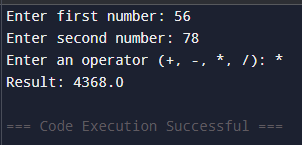 Enter first number: 56
Enter second number: 78
Enter an operator (+, -, *, /): *
Result: 4368.0
=== Code Execution Successful ===